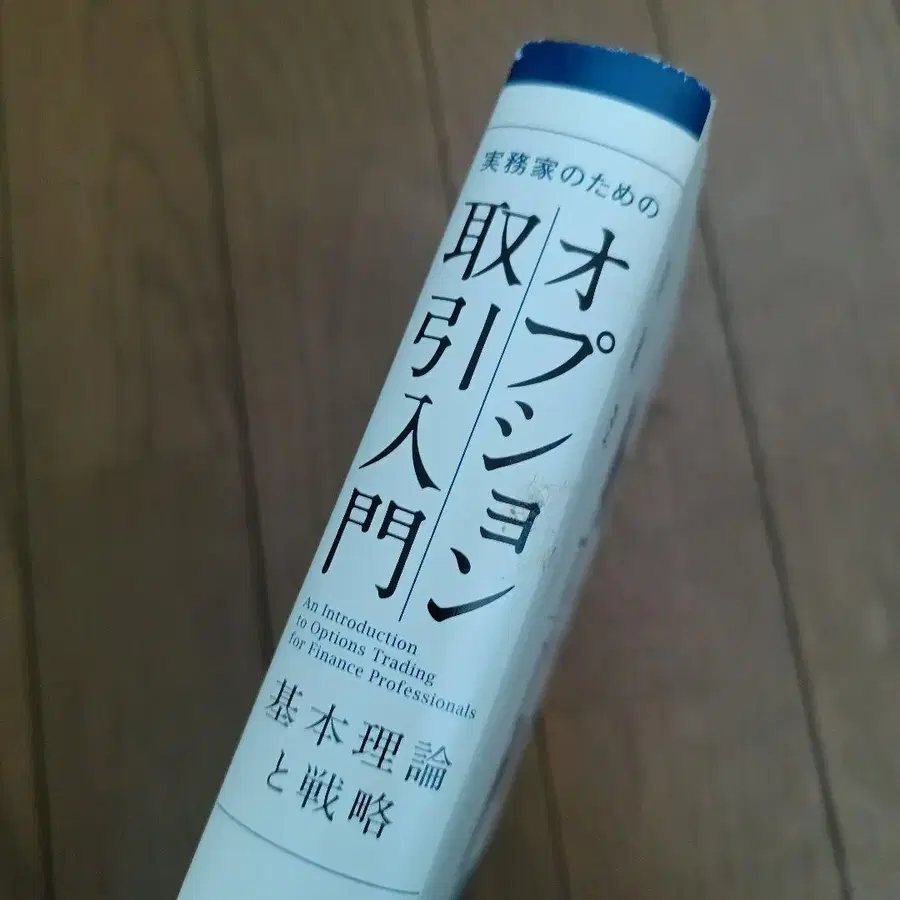 実務家のための
オプション
取引入門
An Introduction
to Options Trading
for Finance Professionals
基本理論
と戦略